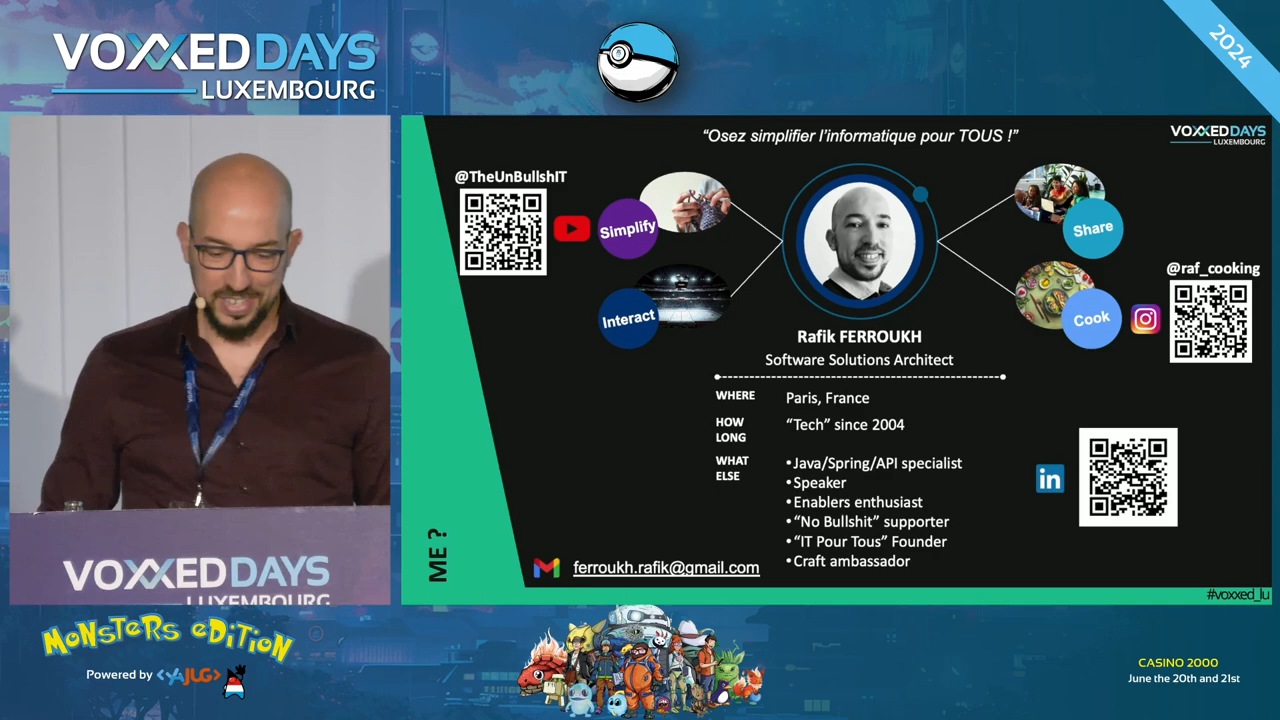 VOXXED DAYS
LUXEMBOURG
2024
"Osez simplifier l'informatique pour TOUS !"
VOXXED DAYS
LUXEMBOURG
@TheUnBullshIT
Simplify
Interact
Share
@raf_cooking
Cook
Rafik FERROUKH
Software Solutions Architect
WHERE
Paris, France
HOW
LONG
"Tech" since 2004
WHAT
ELSE
•Java/Spring/API specialist
•Speaker
•Enablers enthusiast
•"No Bullshit" supporter
•"IT Pour Tous" Founder
•Craft ambassador
in
ME ?
ferroukh.rafik@gmail.com
#voxxed_lu
VOXXED DAYS
LUXEMBOURG
MONSTERS EDITION
Powered by <YAJUG>
CASINO 2000
June the 20th and 21st